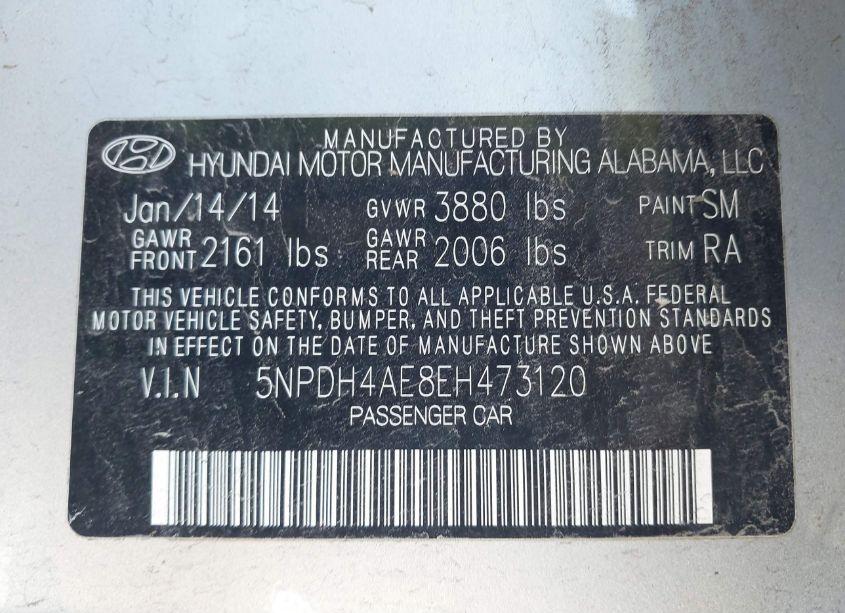 MANUFACTURED BY
HYUNDAI MOTOR MANUFACTURING ALABAMA, LLC
Jan/14/14 GVWR 3880 lbs PAINT SM
GAWR FRONT 2161 lbs GAWR REAR 2006 lbs TRIM RA
THIS VEHICLE CONFORMS TO ALL APPLICABLE U.S.A. FEDERAL
MOTOR VEHICLE SAFETY, BUMPER, AND THEFT PREVENTION STANDARDS
IN EFFECT ON THE DATE OF MANUFACTURE SHOWN ABOVE
V.I.N 5NPDH4AE8EH473120
PASSENGER CAR